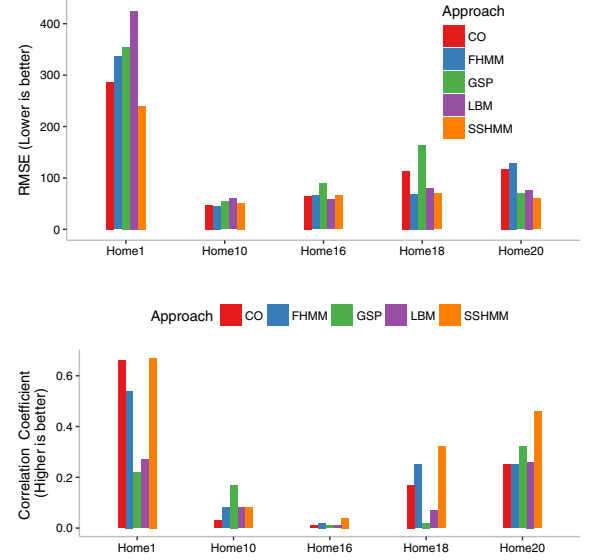 Approach
CO
FHMM
GSP
LBM
SSHMM
RMSE (Lower is better)
400
300
200
100
0
Home1 Home10 Home16 Home18 Home20
Approach CO FHMM GSP LBM SSHMM
Correlation Coefficient
(Higher is better)
0.6
0.4
0.2
0.0
Home1 Home10 Home16 Home18 Home20